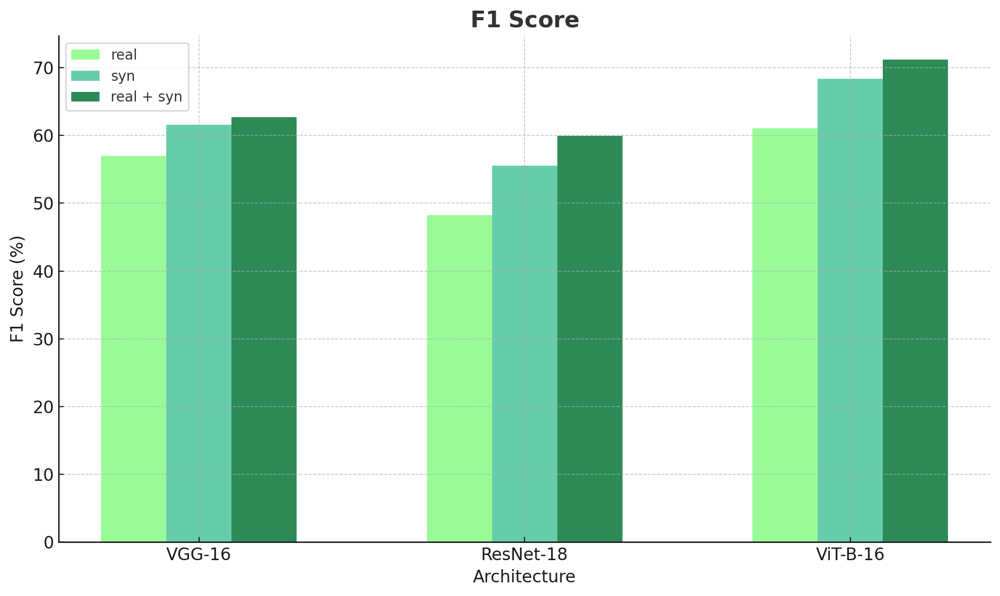 F1 Score
real
syn
real + syn
70
60
50
40
30
20
10
0
F1 Score (%)
VGG-16 ResNet-18 ViT-B-16
Architecture